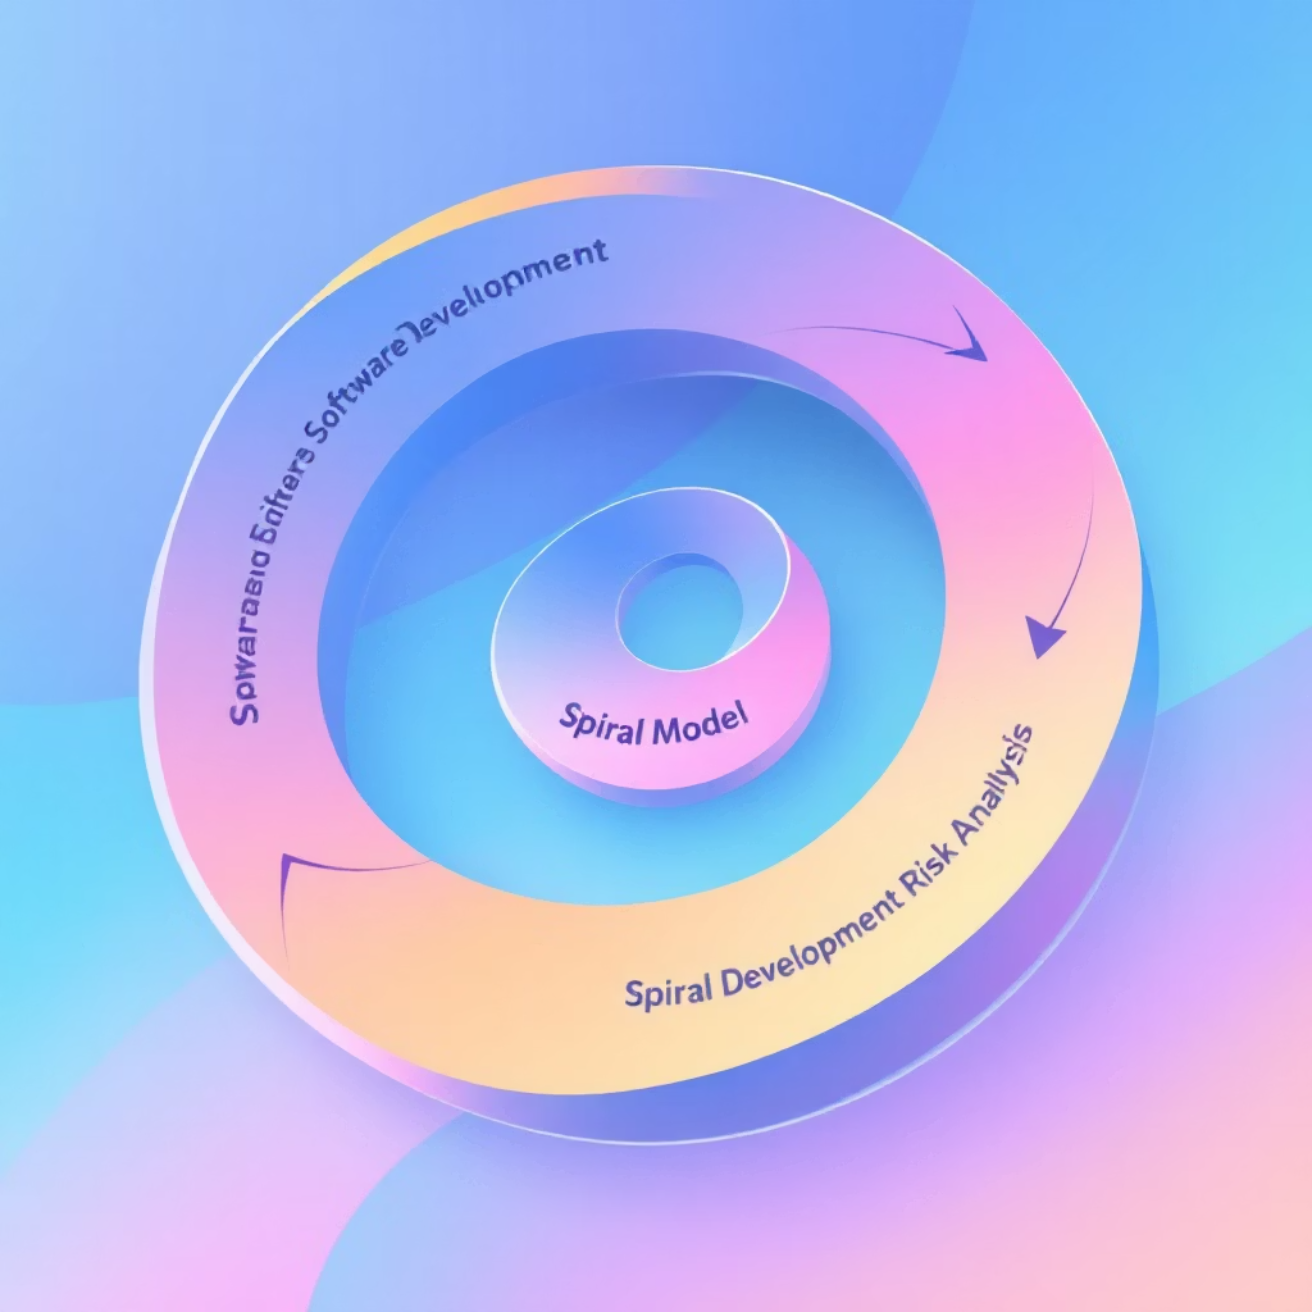 Software Development
Spiral Model
Spiral Development Risk Analysis